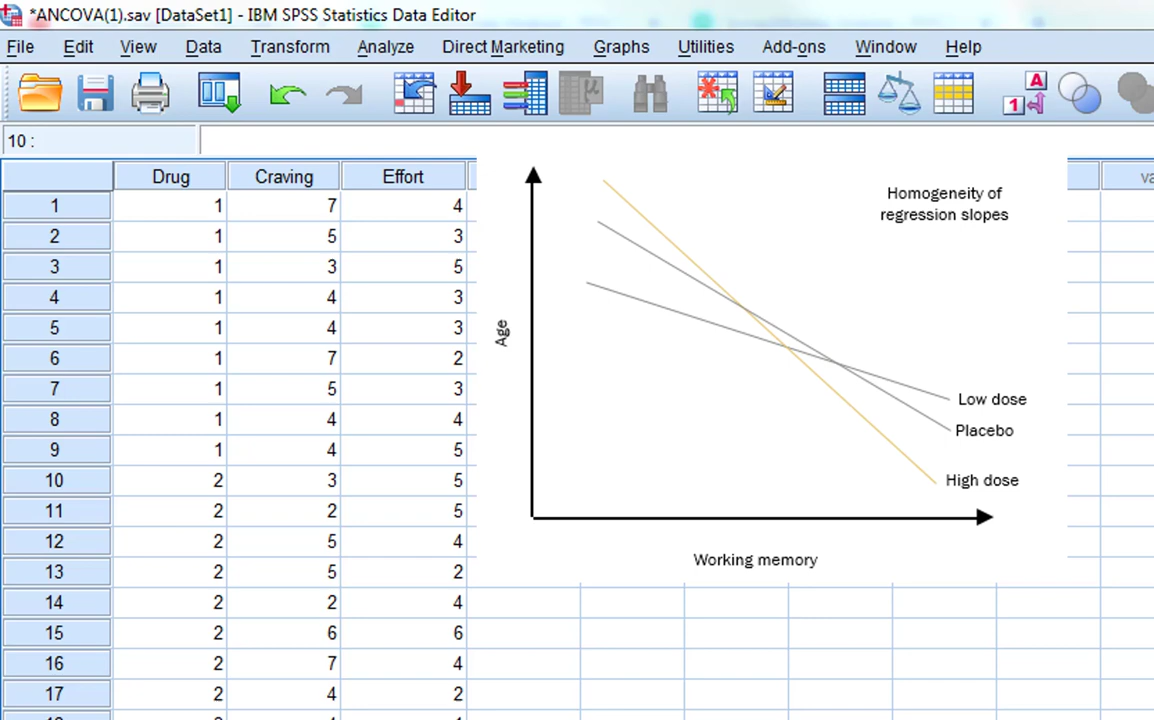 *ANCOVA(1).sav [DataSet1] - IBM SPSS Statistics Data Editor
File Edit View Data Transform Analyze Direct Marketing Graphs Utilities Add-ons Window Help
10 :
Drug Craving Effort
1 1 7 4
2 1 5 3
3 1 3 5
4 1 4 3
5 1 4 3
6 1 7 2
7 1 5 3
8 1 4 4
9 1 4 5
10 2 3 5
11 2 2 5
12 2 5 4
13 2 5 2
14 2 2 4
15 2 6 6
16 2 7 4
17 2 4 2
Homogeneity of
regression slopes
Age
Low dose
Placebo
High dose
Working memory